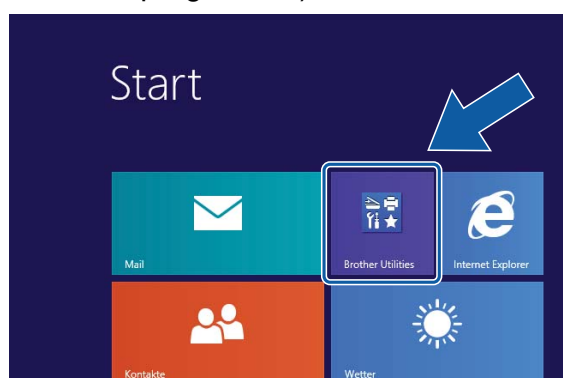 Start
Mail
Brother Utilities
Internet Explorer
Kontakte
Wetter